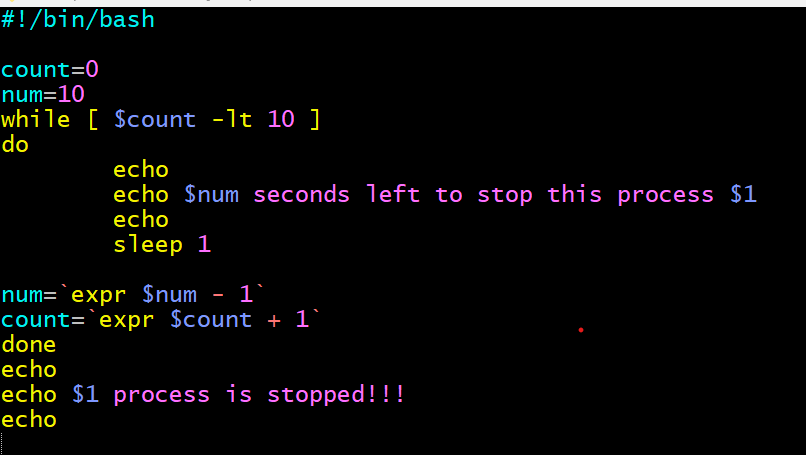 #!/bin/bash

count=0
num=10
while [ $count -lt 10 ]
do
        echo
        echo $num seconds left to stop this process $1
        echo
        sleep 1

num=`expr $num - 1`
count=`expr $count + 1`
done
echo
echo $1 process is stopped!!!
echo